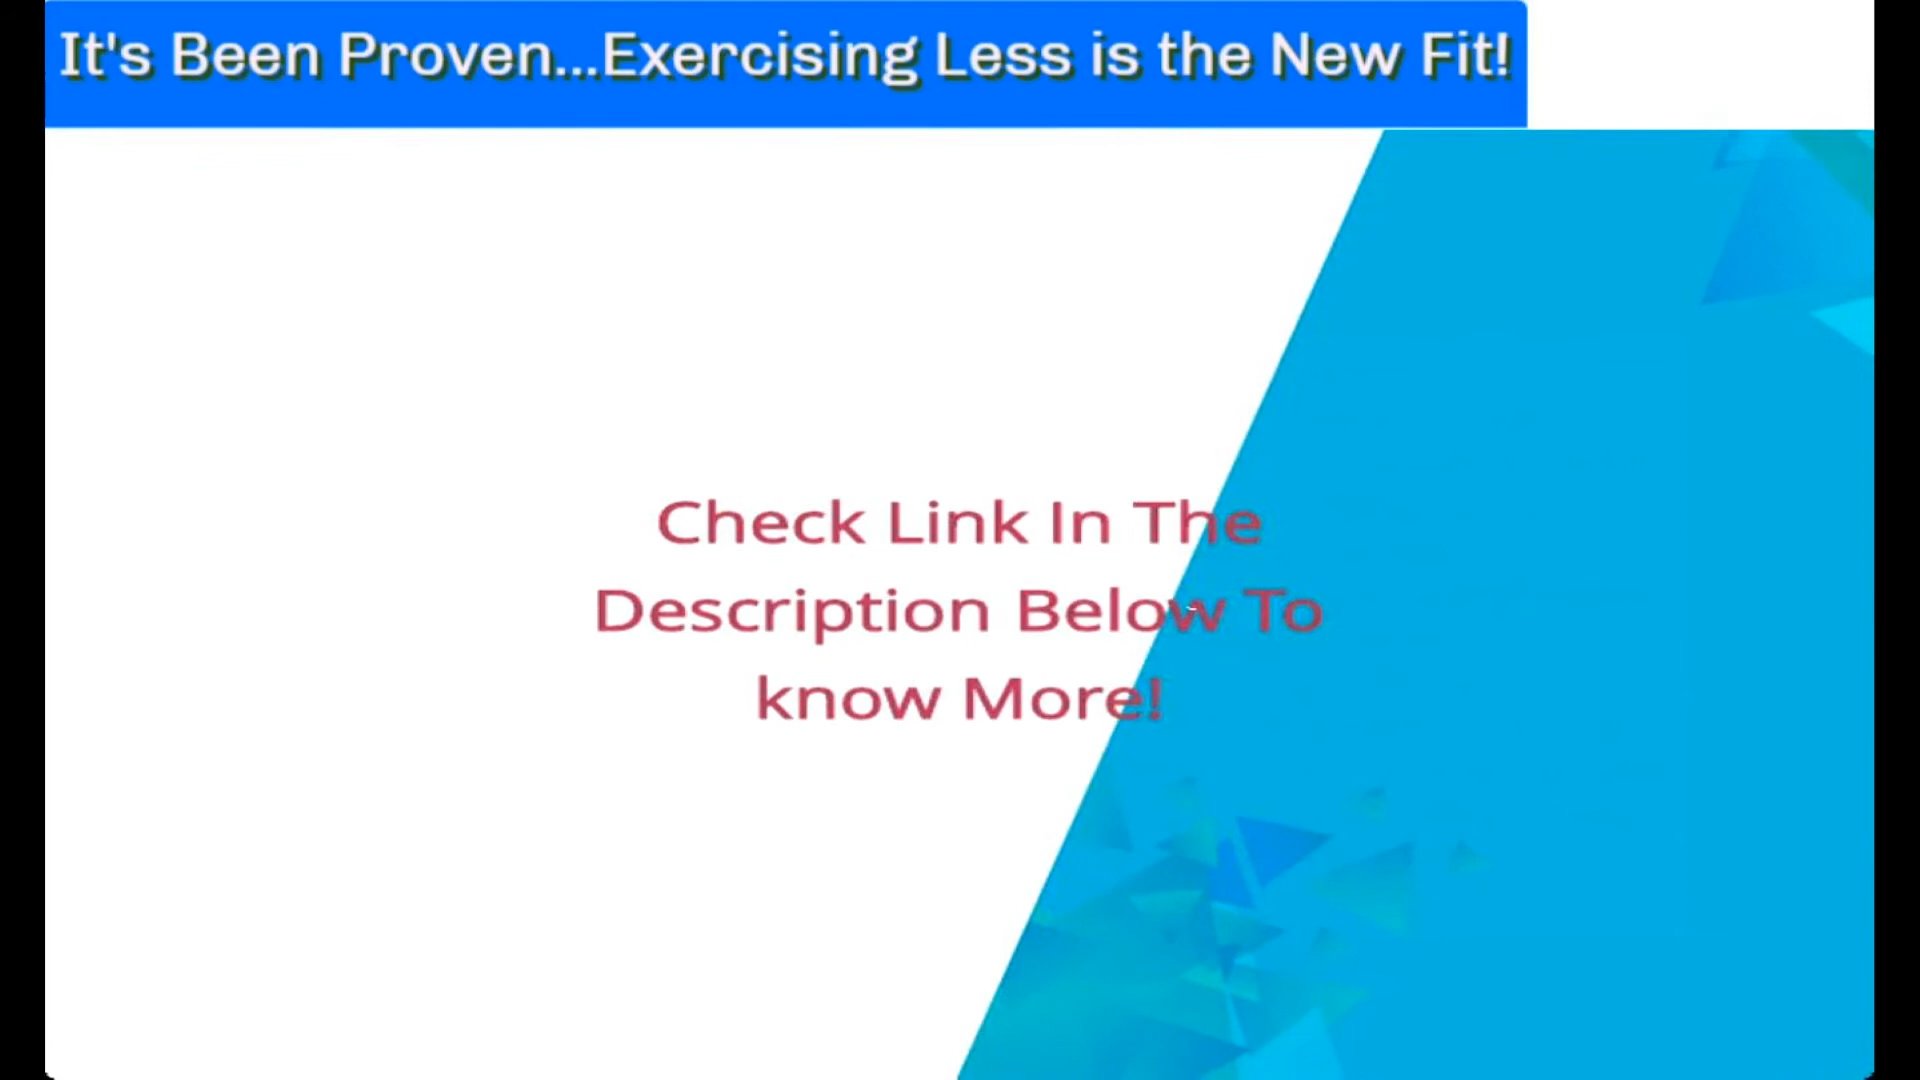 It's Been Proven...Exercising Less is the New Fit!
Check Link In The
Description Below To
know More!